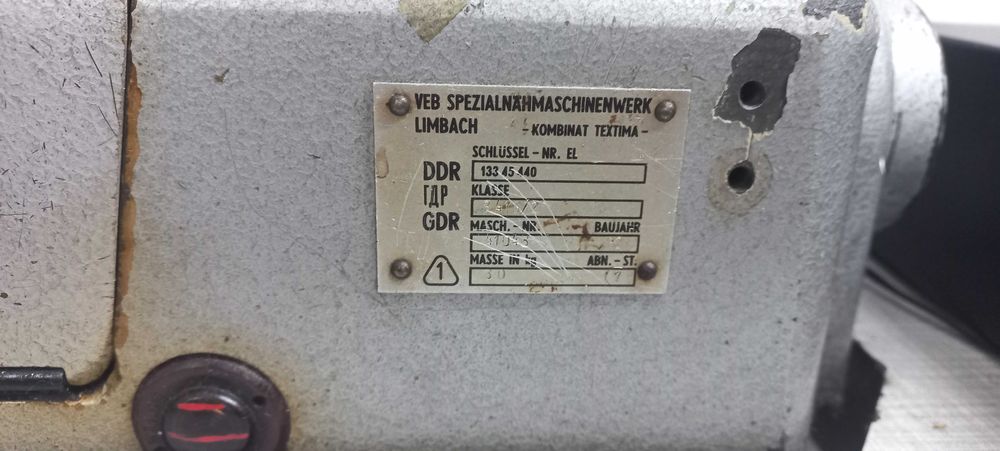 VEB SPEZIALNÄHMASCHINENWERK
LIMBACH - KOMBINAT TEXTIMA -
SCHLÜSSEL - NR. EL
DDR 133 45 440
ГДР KLASSE
GDR MASCH.- NR. BAUJAHR
MASSE IN kg ABN. - ST.
1 30